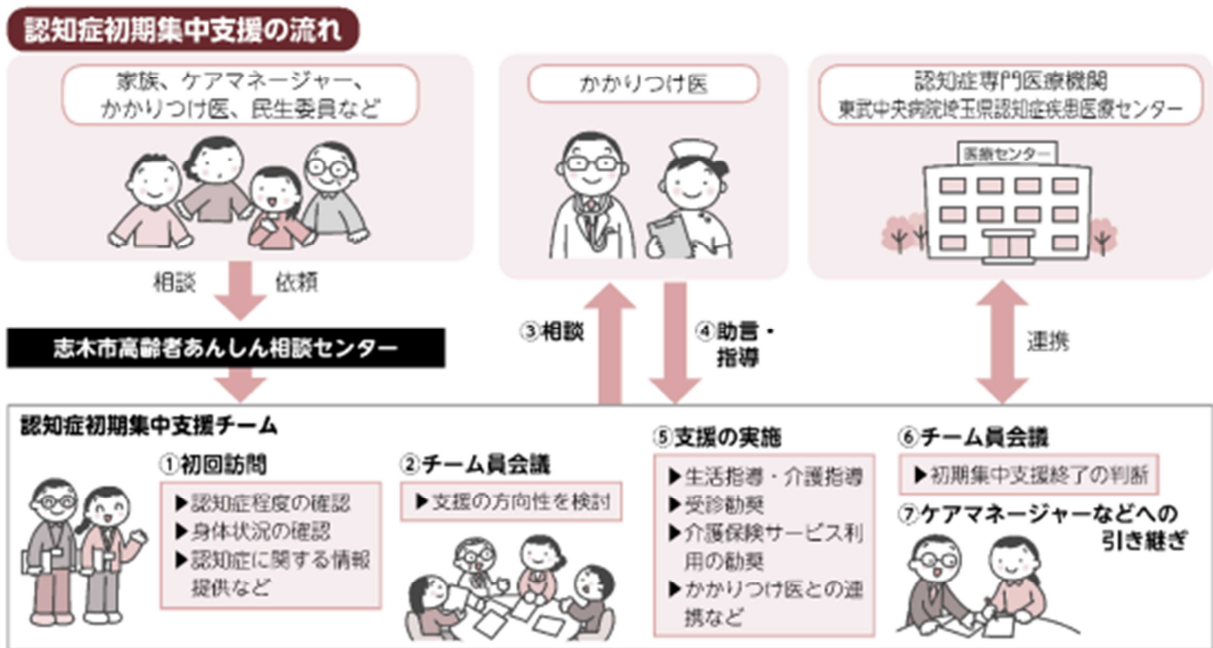 認知症初期集中支援の流れ
家族、ケアマネージャー、
かかりつけ医、民生委員など
かかりつけ医
認知症専門医療機関
東武中央病院埼玉県認知症疾患医療センター
医療センター
相談
依頼
志木市高齢者あんしん相談センター
③相談
④助言・
指導
連携
認知症初期集中支援チーム
①初回訪問
▶認知症程度の確認
▶身体状況の確認
▶認知症に関する情報
提供など
②チーム員会議
▶支援の方向性を検討
⑤支援の実施
▶生活指導・介護指導
▶受診勧奨
▶介護保険サービス利
用の勧奨
▶かかりつけ医との連
携など
⑥チーム員会議
▶初期集中支援終了の判断
⑦ケアマネージャーなどへの
引き継ぎ